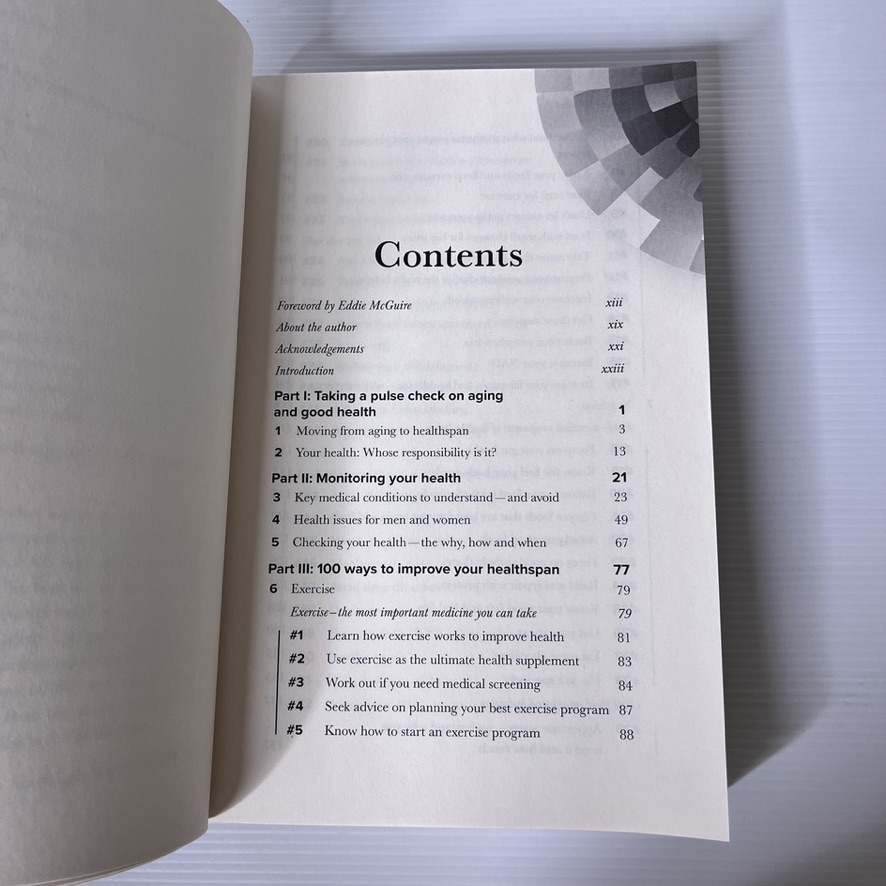 Contents
Foreword by Eddie McGuire xiii
About the author xix
Acknowledgements xxi
Introduction xxiii
Part I: Taking a pulse check on aging
and good health 1
1 Moving from aging to healthspan 3
2 Your health: Whose responsibility is it? 13
Part II: Monitoring your health 21
3 Key medical conditions to understand — and avoid 23
4 Health issues for men and women 49
5 Checking your health — the why, how and when 67
Part III: 100 ways to improve your healthspan 77
6 Exercise 79
Exercise – the most important medicine you can take 79
#1 Learn how exercise works to improve health 81
#2 Use exercise as the ultimate health supplement 83
#3 Work out if you need medical screening 84
#4 Seek advice on planning your best exercise program 87
#5 Know how to start an exercise program 88